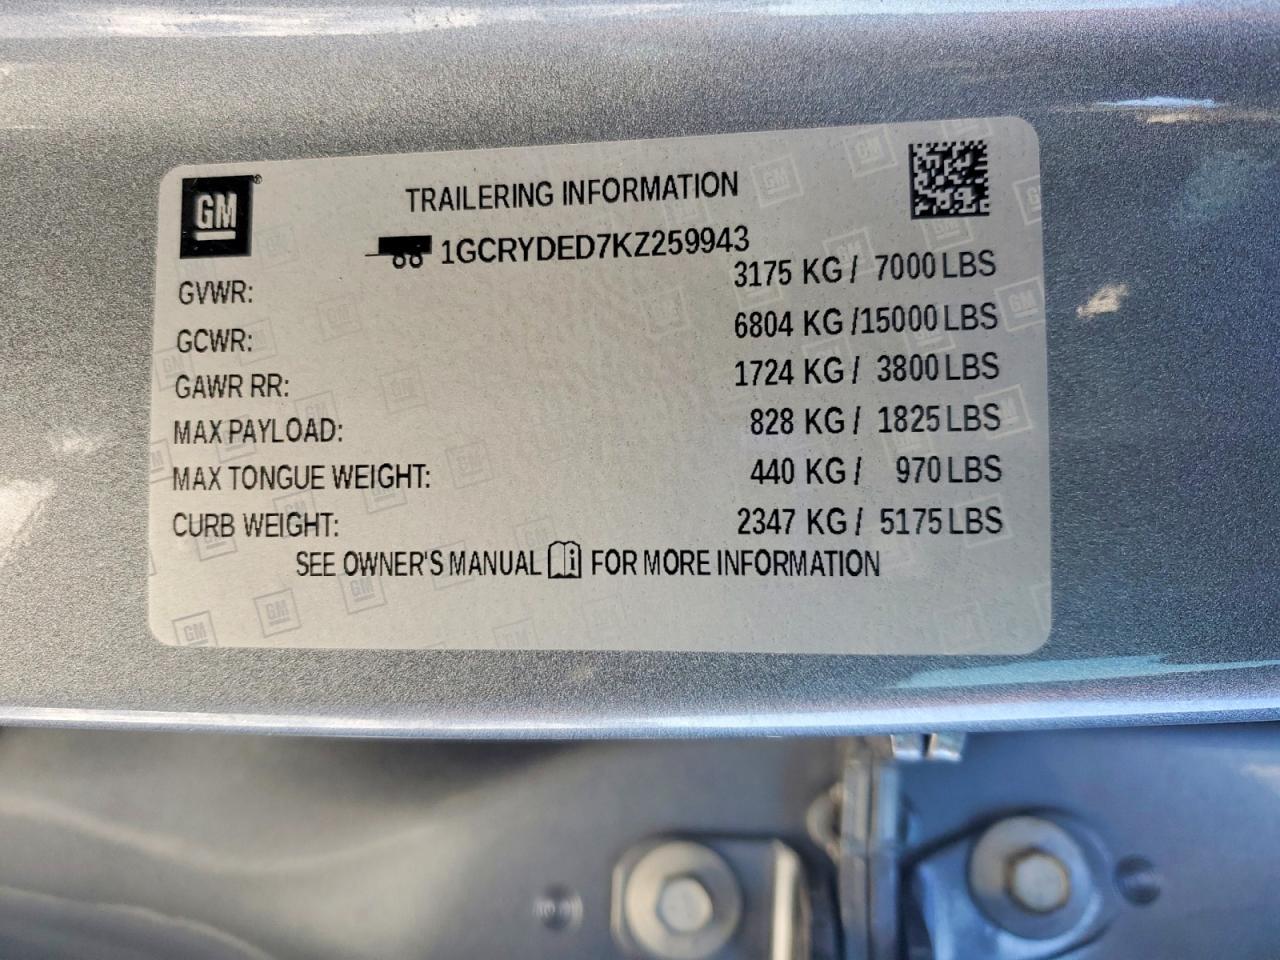 GM®
TRAILERING INFORMATION
1GCRYDED7KZ259943
GVWR: 3175 KG / 7000 LBS
GCWR: 6804 KG /15000 LBS
GAWR RR: 1724 KG / 3800 LBS
MAX PAYLOAD: 828 KG / 1825 LBS
MAX TONGUE WEIGHT: 440 KG / 970 LBS
CURB WEIGHT: 2347 KG / 5175 LBS
SEE OWNER'S MANUAL FOR MORE INFORMATION